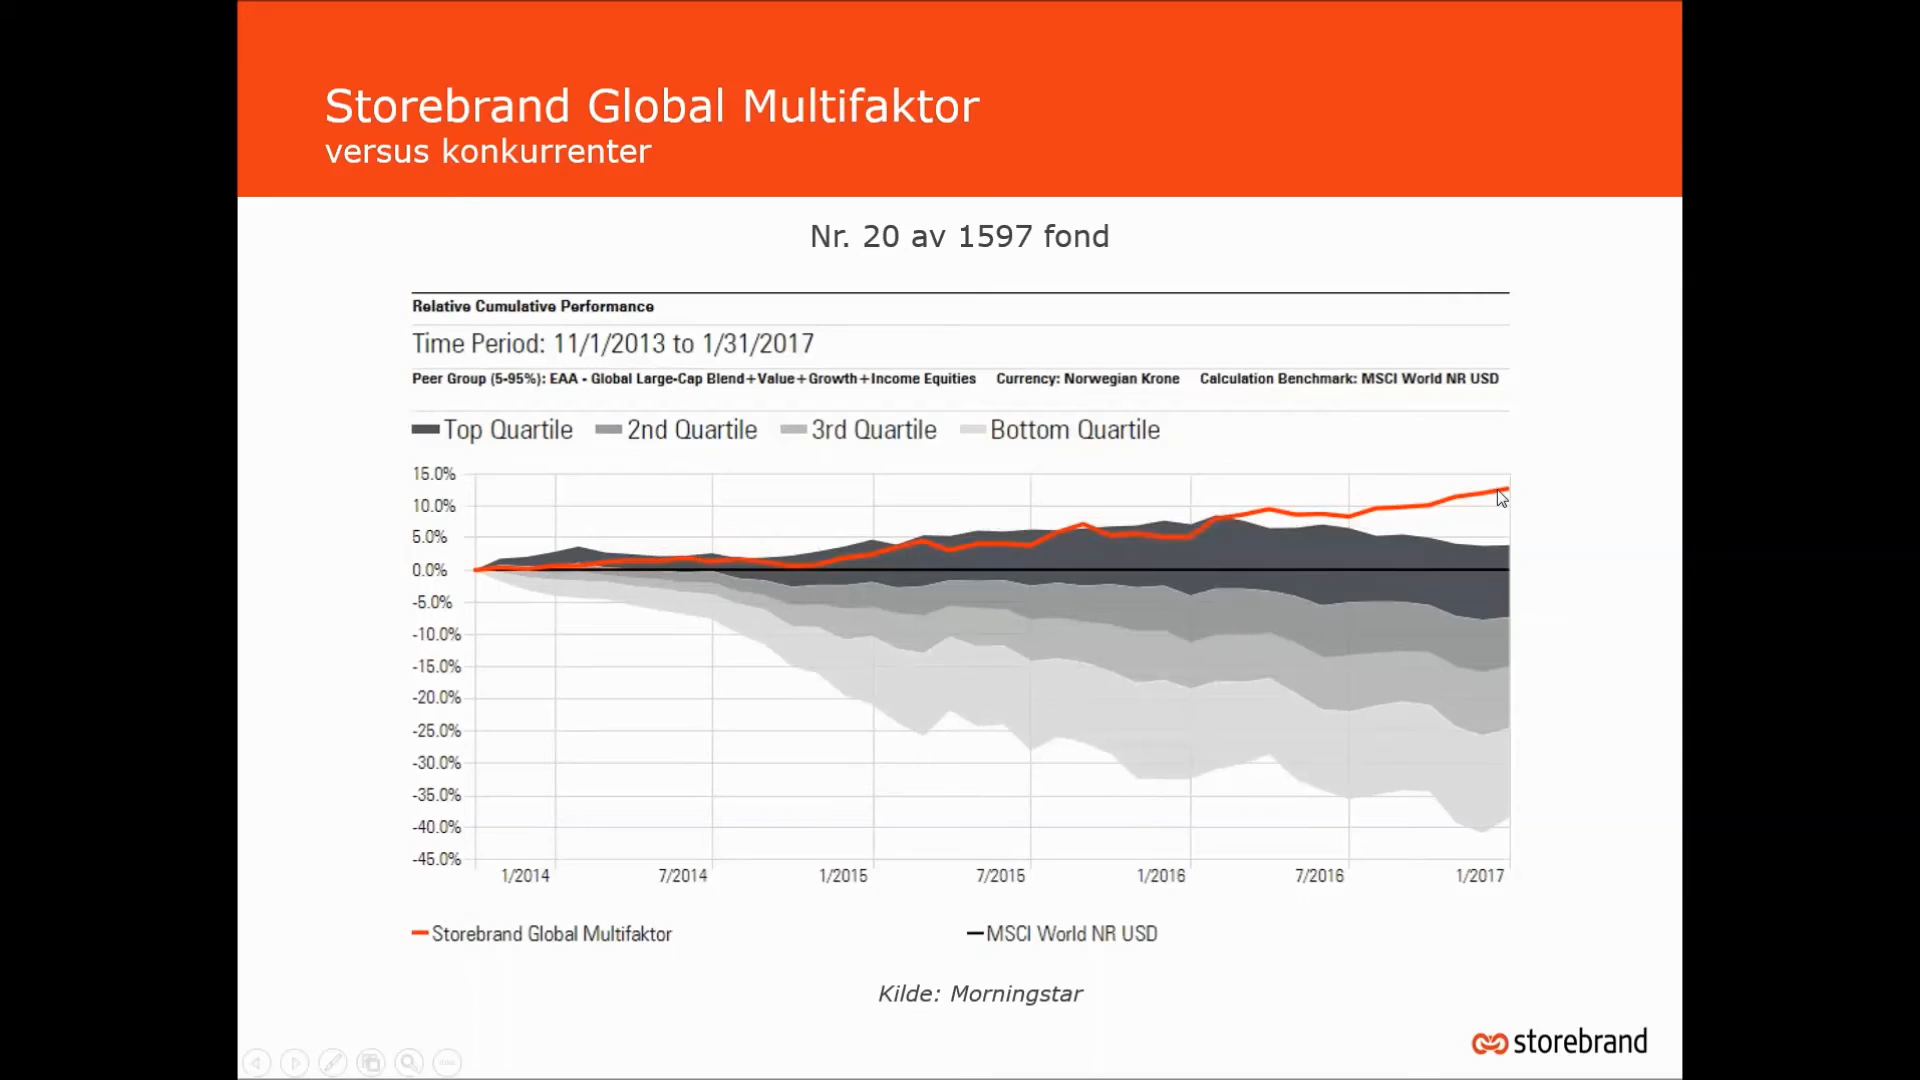 Storebrand Global Multifaktor
versus konkurrenter
Nr. 20 av 1597 fond
Relative Cumulative Performance
Time Period: 11/1/2013 to 1/31/2017
Peer Group (5-95%): EAA - Global Large-Cap Blend+Value+Growth+Income Equities Currency: Norwegian Krone Calculation Benchmark: MSCI World NR USD
Top Quartile 2nd Quartile 3rd Quartile Bottom Quartile
15.0%
10.0%
5.0%
0.0%
-5.0%
-10.0%
-15.0%
-20.0%
-25.0%
-30.0%
-35.0%
-40.0%
-45.0%
1/2014 7/2014 1/2015 7/2015 1/2016 7/2016 1/2017
Storebrand Global Multifaktor MSCI World NR USD
Kilde: Morningstar
storebrand